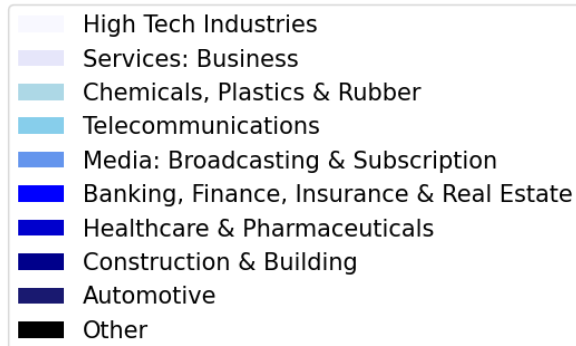 High Tech Industries
Services: Business
Chemicals, Plastics & Rubber
Telecommunications
Media: Broadcasting & Subscription
Banking, Finance, Insurance & Real Estate
Healthcare & Pharmaceuticals
Construction & Building
Automotive
Other